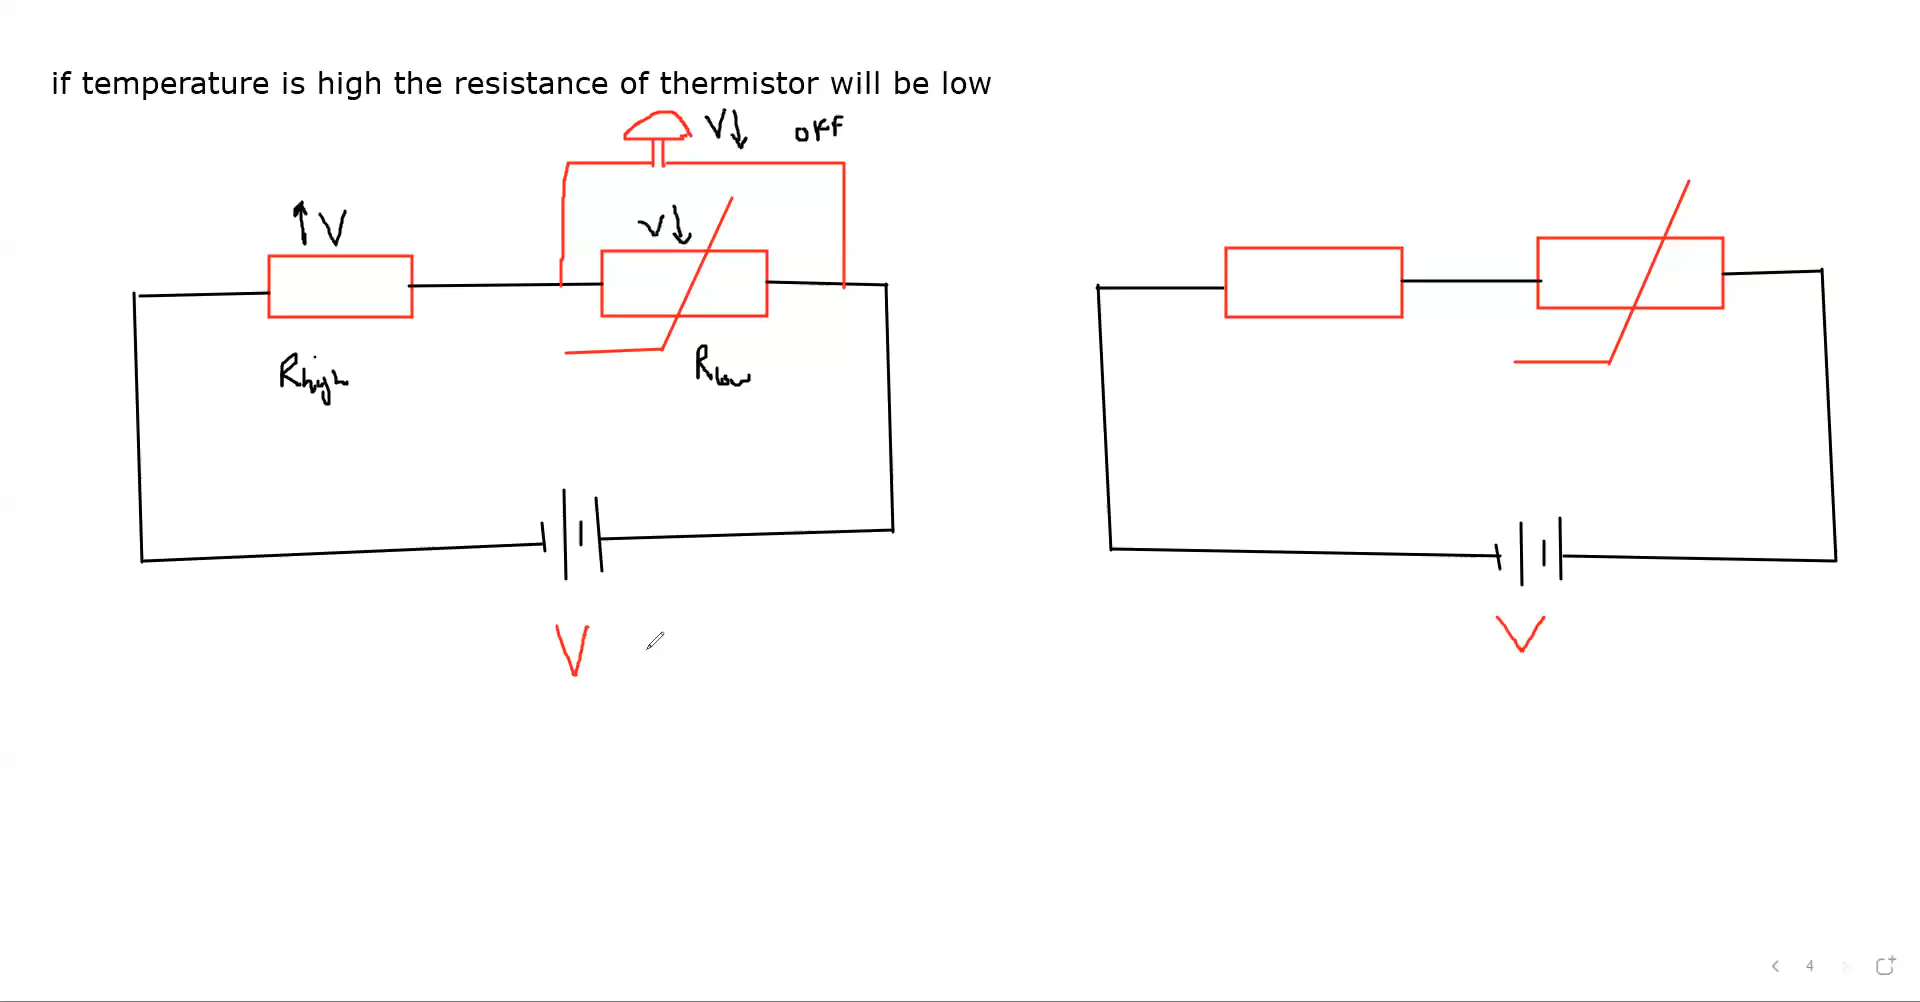 if temperature is high the resistance of thermistor will be low
V↓ OFF
↑V
V↓
Rhigh
Rlow
V
V
4